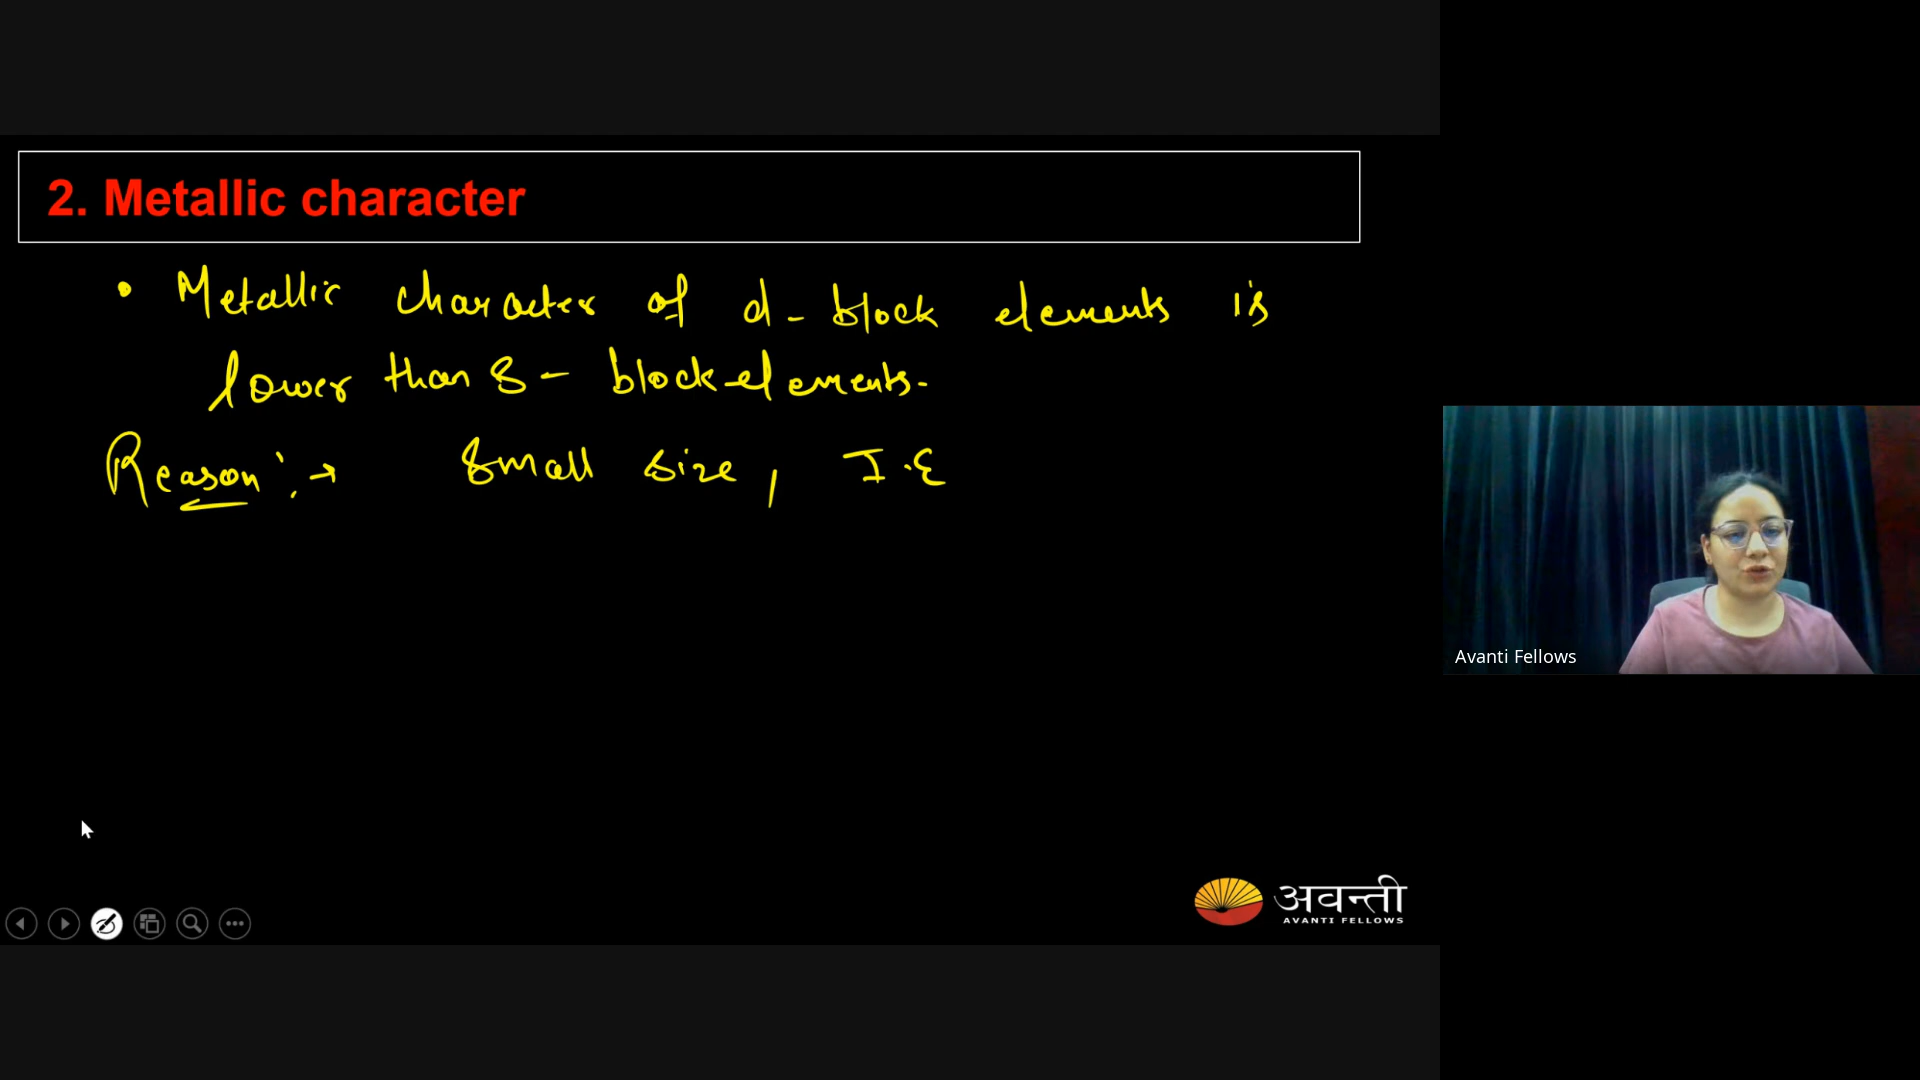 2. Metallic character
• Metallic character of d-block elements is
lower than s-block elements.
Reason :→ Small size, I.E
Avanti Fellows
अवन्ती
AVANTI FELLOWS